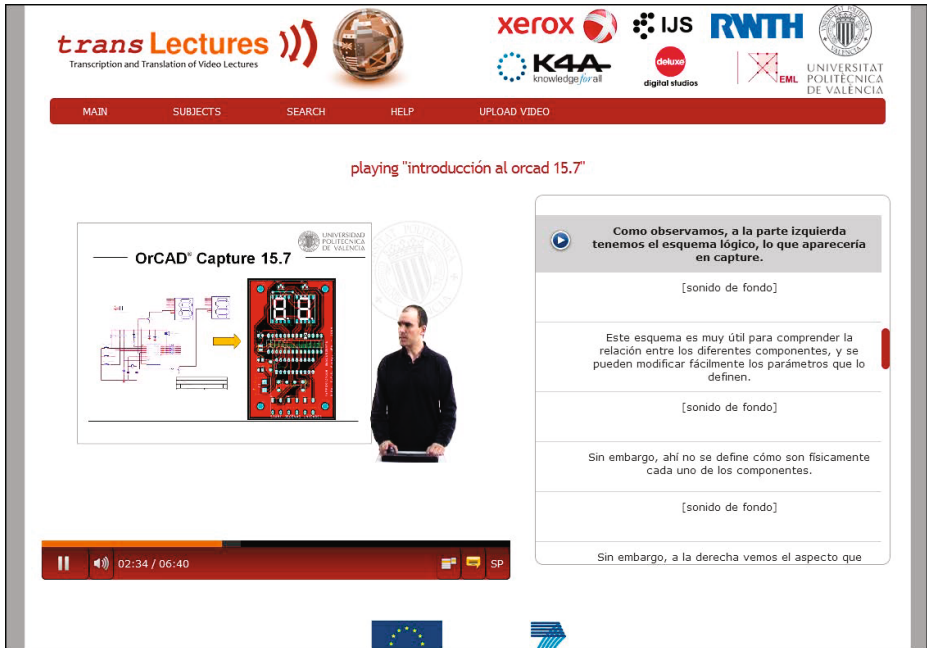 trans Lectures
Transcription and Translation of Video Lectures
xerox
IJS
RWTH
K4A
knowledge for all
deluxe
digital studios
EML
UNIVERSITAT
POLITÈCNICA
DE VALÈNCIA
MAIN SUBJECTS SEARCH HELP UPLOAD VIDEO
playing "introducción al orcad 15.7"
UNIVERSIDAD
POLITECNICA
DE VALENCIA
OrCAD® Capture 15.7
Como observamos, a la parte izquierda
tenemos el esquema lógico, lo que aparecería
en capture.
[sonido de fondo]
Este esquema es muy útil para comprender la
relación entre los diferentes componentes, y se
pueden modificar fácilmente los parámetros que lo
definen.
[sonido de fondo]
Sin embargo, ahí no se define cómo son físicamente
cada uno de los componentes.
[sonido de fondo]
Sin embargo, a la derecha vemos el aspecto que
02:34 / 06:40
SP